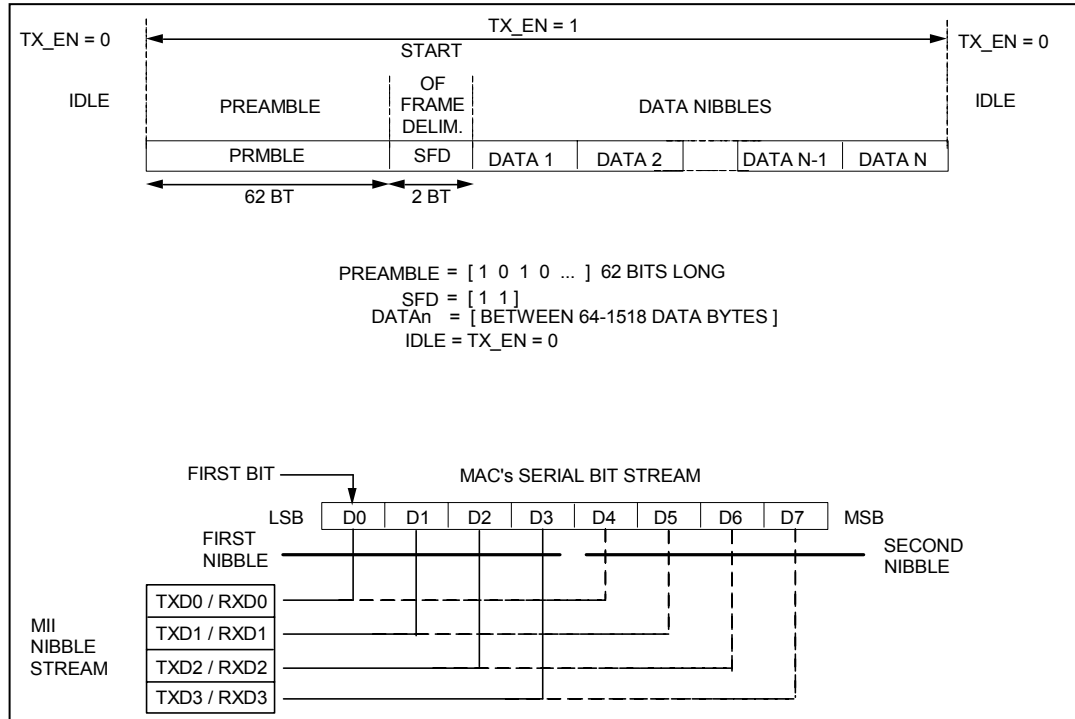 TX_EN = 0
TX_EN = 1
TX_EN = 0
START
OF
FRAME
DELIM.
IDLE
PREAMBLE
DATA NIBBLES
IDLE
PRMBLE SFD DATA 1 DATA 2 DATA N-1 DATA N
62 BT 2 BT
PREAMBLE = [ 1 0 1 0 ... ] 62 BITS LONG
SFD = [ 1 1 ]
DATAn = [ BETWEEN 64-1518 DATA BYTES ]
IDLE = TX_EN = 0
FIRST BIT
MAC's SERIAL BIT STREAM
LSB D0 D1 D2 D3 D4 D5 D6 D7 MSB
FIRST
NIBBLE
SECOND
NIBBLE
MII
NIBBLE
STREAM
TXD0 / RXD0
TXD1 / RXD1
TXD2 / RXD2
TXD3 / RXD3